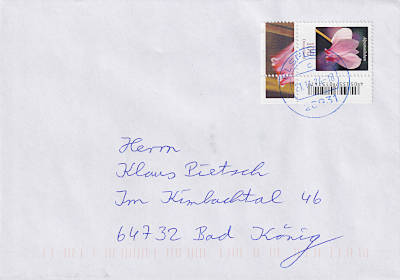 Herrn
Klaus Pietsch
Im Kimbachtal 46
64732 Bad König